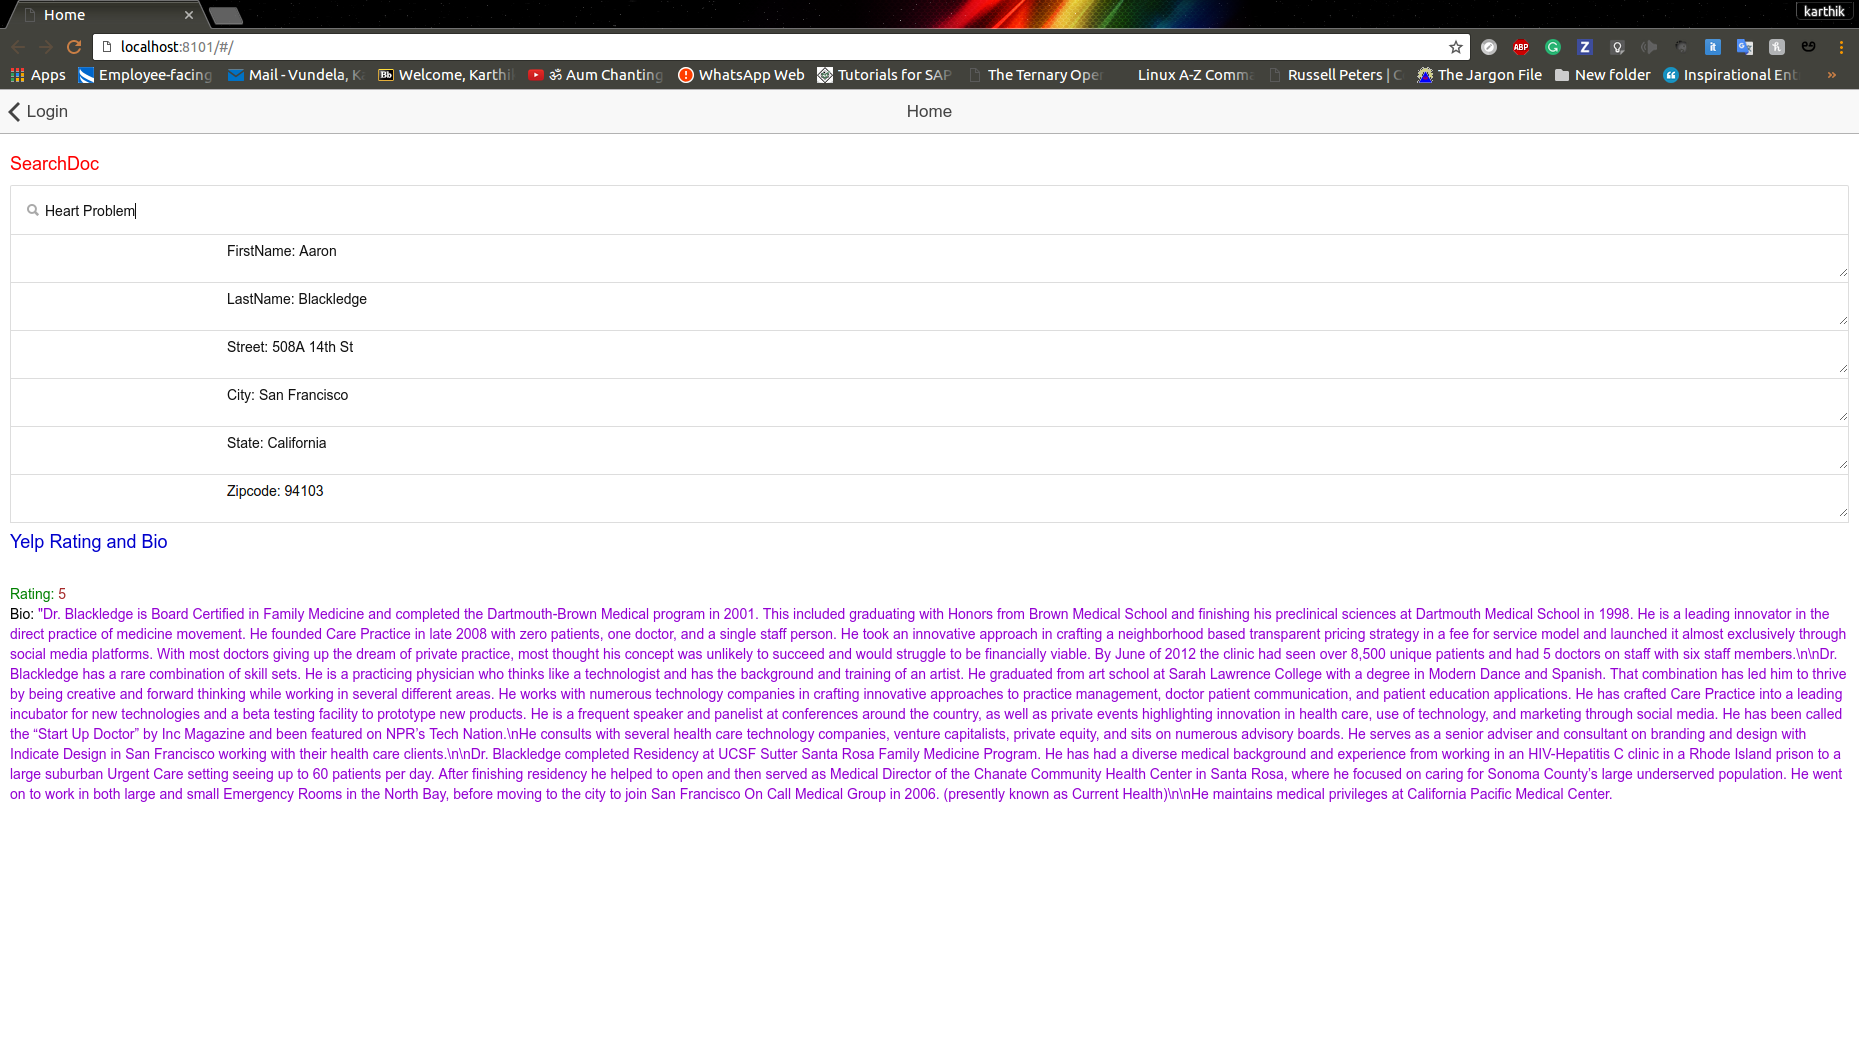 Home
karthik
localhost:8101/#/
ABP
Apps
Employee-facing
Mail - Vundela, K
Bb Welcome, Karthi
ॐ Aum Chanting
WhatsApp Web
Tutorials for SAP
The Ternary Oper
Linux A-Z Comma
Russell Peters | C
The Jargon File
New folder
Inspirational Ent
»
Login
Home
SearchDoc
Heart Problem
FirstName: Aaron
LastName: Blackledge
Street: 508A 14th St
City: San Francisco
State: California
Zipcode: 94103
Yelp Rating and Bio
Rating: 5
Bio: "Dr. Blackledge is Board Certified in Family Medicine and completed the Dartmouth-Brown Medical program in 2001. This included graduating with Honors from Brown Medical School and finishing his preclinical sciences at Dartmouth Medical School in 1998. He is a leading innovator in the
direct practice of medicine movement. He founded Care Practice in late 2008 with zero patients, one doctor, and a single staff person. He took an innovative approach in crafting a neighborhood based transparent pricing strategy in a fee for service model and launched it almost exclusively through
social media platforms. With most doctors giving up the dream of private practice, most thought his concept was unlikely to succeed and would struggle to be financially viable. By June of 2012 the clinic had seen over 8,500 unique patients and had 5 doctors on staff with six staff members.\n\nDr.
Blackledge has a rare combination of skill sets. He is a practicing physician who thinks like a technologist and has the background and training of an artist. He graduated from art school at Sarah Lawrence College with a degree in Modern Dance and Spanish. That combination has led him to thrive
by being creative and forward thinking while working in several different areas. He works with numerous technology companies in crafting innovative approaches to practice management, doctor patient communication, and patient education applications. He has crafted Care Practice into a leading
incubator for new technologies and a beta testing facility to prototype new products. He is a frequent speaker and panelist at conferences around the country, as well as private events highlighting innovation in health care, use of technology, and marketing through social media. He has been called
the “Start Up Doctor” by Inc Magazine and been featured on NPR’s Tech Nation.\nHe consults with several health care technology companies, venture capitalists, private equity, and sits on numerous advisory boards. He serves as a senior adviser and consultant on branding and design with
Indicate Design in San Francisco working with their health care clients.\n\nDr. Blackledge completed Residency at UCSF Sutter Santa Rosa Family Medicine Program. He has had a diverse medical background and experience from working in an HIV-Hepatitis C clinic in a Rhode Island prison to a
large suburban Urgent Care setting seeing up to 60 patients per day. After finishing residency he helped to open and then served as Medical Director of the Chanate Community Health Center in Santa Rosa, where he focused on caring for Sonoma County’s large underserved population. He went
on to work in both large and small Emergency Rooms in the North Bay, before moving to the city to join San Francisco On Call Medical Group in 2006. (presently known as Current Health)\n\nHe maintains medical privileges at California Pacific Medical Center.